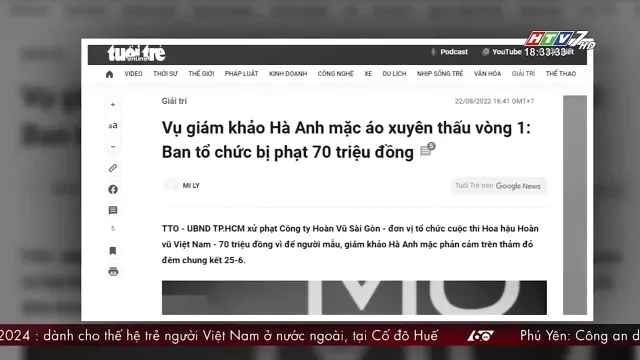 tuổi trẻ
online
Podcast
YouTube
HTV7 HD
18:33:33
VIDEO THỜI SỰ THẾ GIỚI PHÁP LUẬT KINH DOANH CÔNG NGHỆ XE DU LỊCH NHỊP SỐNG TRẺ VĂN HÓA GIẢI TRÍ THỂ THAO
Giải trí
22/08/2022 16:41 GMT+7
+
aA
−
Vụ giám khảo Hà Anh mặc áo xuyên thấu vòng 1:
Ban tổ chức bị phạt 70 triệu đồng
5
MI LY
Tuổi Trẻ trên Google News
5
TTO - UBND TP.HCM xử phạt Công ty Hoàn Vũ Sài Gòn - đơn vị tổ chức cuộc thi Hoa hậu Hoàn
vũ Việt Nam - 70 triệu đồng vì để người mẫu, giám khảo Hà Anh mặc phản cảm trên thảm đỏ
đêm chung kết 25-6.
2024 : dành cho thế hệ trẻ người Việt Nam ở nước ngoài, tại Cố đô Huế
Phú Yên: Công an d